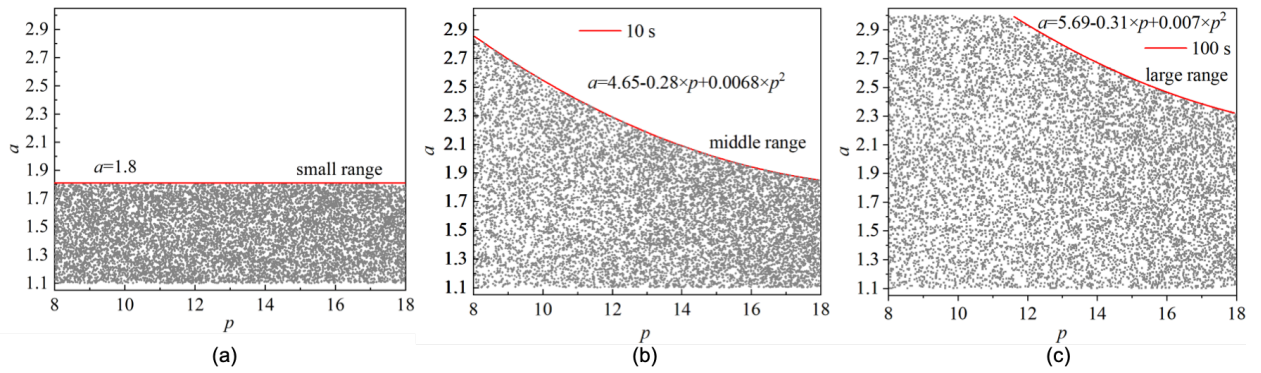 2.9
2.7
2.5
2.3
2.1
1.9
1.7
1.5
1.3
1.1
a
a=1.8
small range
8 10 12 14 16 18
p
(a)
2.9
2.7
2.5
2.3
2.1
1.9
1.7
1.5
1.3
1.1
a
10 s
a=4.65-0.28×p+0.0068×p²
middle range
8 10 12 14 16 18
p
(b)
2.9
2.7
2.5
2.3
2.1
1.9
1.7
1.5
1.3
1.1
a
a=5.69-0.31×p+0.007×p²
100 s
large range
8 10 12 14 16 18
p
(c)